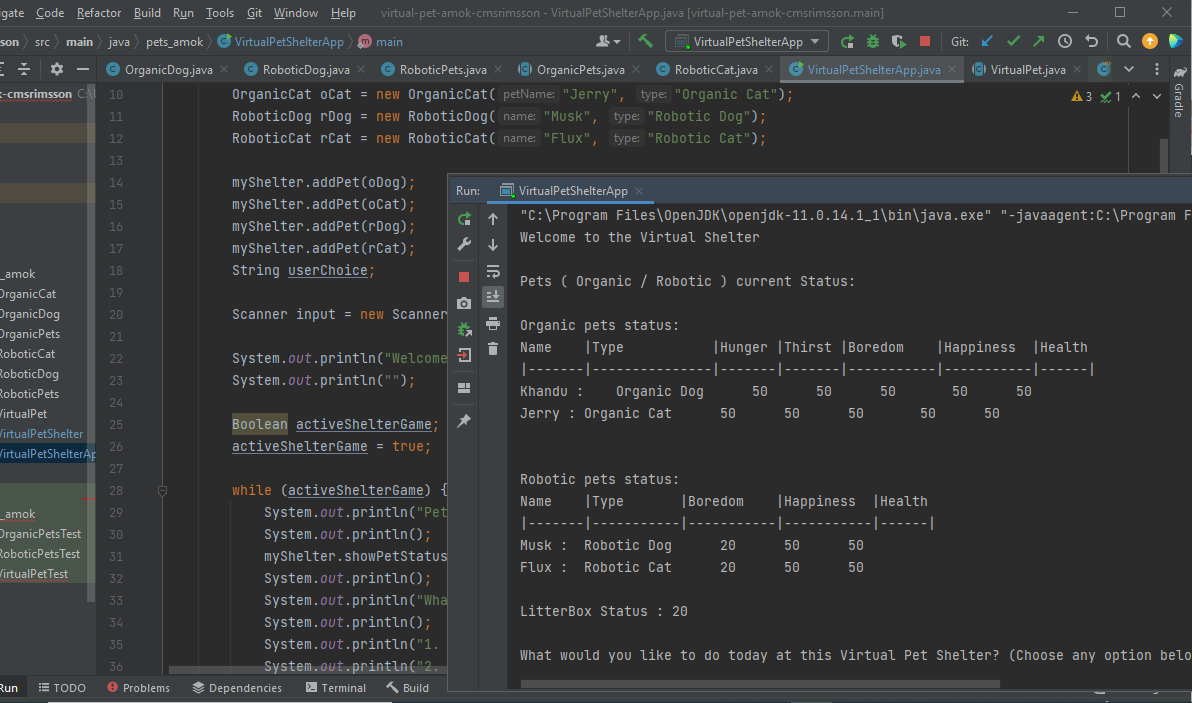 igate Code Refactor Build Run Tools Git Window Help virtual-pet-amok-cmsrimsson - VirtualPetShelterApp.java [virtual-pet-amok-cmsrimsson.main]
son src main java pets_amok VirtualPetShelterApp main VirtualPetShelterApp Git:
OrganicDog.java RoboticDog.java RoboticPets.java OrganicPets.java RoboticCat.java VirtualPetShelterApp.java VirtualPet.java
k-cmsrimsson C:\U
Gradle
3 1
10 OrganicCat oCat = new OrganicCat( petName: "Jerry", type: "Organic Cat");
11 RoboticDog rDog = new RoboticDog( name: "Musk", type: "Robotic Dog");
12 RoboticCat rCat = new RoboticCat( name: "Flux", type: "Robotic Cat");
13
14 myShelter.addPet(oDog);
15 myShelter.addPet(oCat);
16 myShelter.addPet(rDog);
17 myShelter.addPet(rCat);
18 String userChoice;
19
20 Scanner input = new Scanner
21
22 System.out.println("Welcome
23 System.out.println("");
24
25 Boolean activeShelterGame;
26 activeShelterGame = true;
27
28 while (activeShelterGame) {
29 System.out.println("Pet
30 System.out.println();
31 myShelter.showPetStatus
32 System.out.println();
33 System.out.println("Wha
34 System.out.println();
35 System.out.println("1.
36 System.out.println("2.
_amok
OrganicCat
OrganicDog
OrganicPets
RoboticCat
RoboticDog
RoboticPets
VirtualPet
VirtualShelter
VirtualPetShelterAp
_amok
OrganicPetsTest
RoboticPetsTest
VirtualPetTest
Run: VirtualPetShelterApp
"C:\Program Files\OpenJDK\openjdk-11.0.14.1_1\bin\java.exe" "-javaagent:C:\Program F
Welcome to the Virtual Shelter
Pets ( Organic / Robotic ) current Status:
Organic pets status:
Name |Type |Hunger |Thirst |Boredom |Happiness |Health
|-------|---------------|-------|-------|-----------|-----------|------|
Khandu : Organic Dog 50 50 50 50 50
Jerry : Organic Cat 50 50 50 50 50
Robotic pets status:
Name |Type |Boredom |Happiness |Health
|-------|-----------|-----------|-----------|------|
Musk : Robotic Dog 20 50 50
Flux : Robotic Cat 20 50 50
LitterBox Status : 20
What would you like to do today at this Virtual Pet Shelter? (Choose any option belo
Run TODO Problems Dependencies Terminal Build